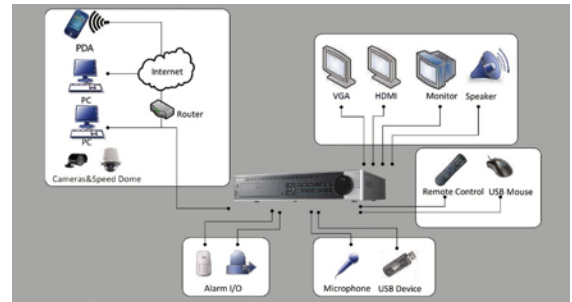 PDA
Internet
PC
Router
PC
Cameras&Speed Dome
VGA HDMI Monitor Speaker
Remote Control USB Mouse
Alarm I/O
Microphone USB Device